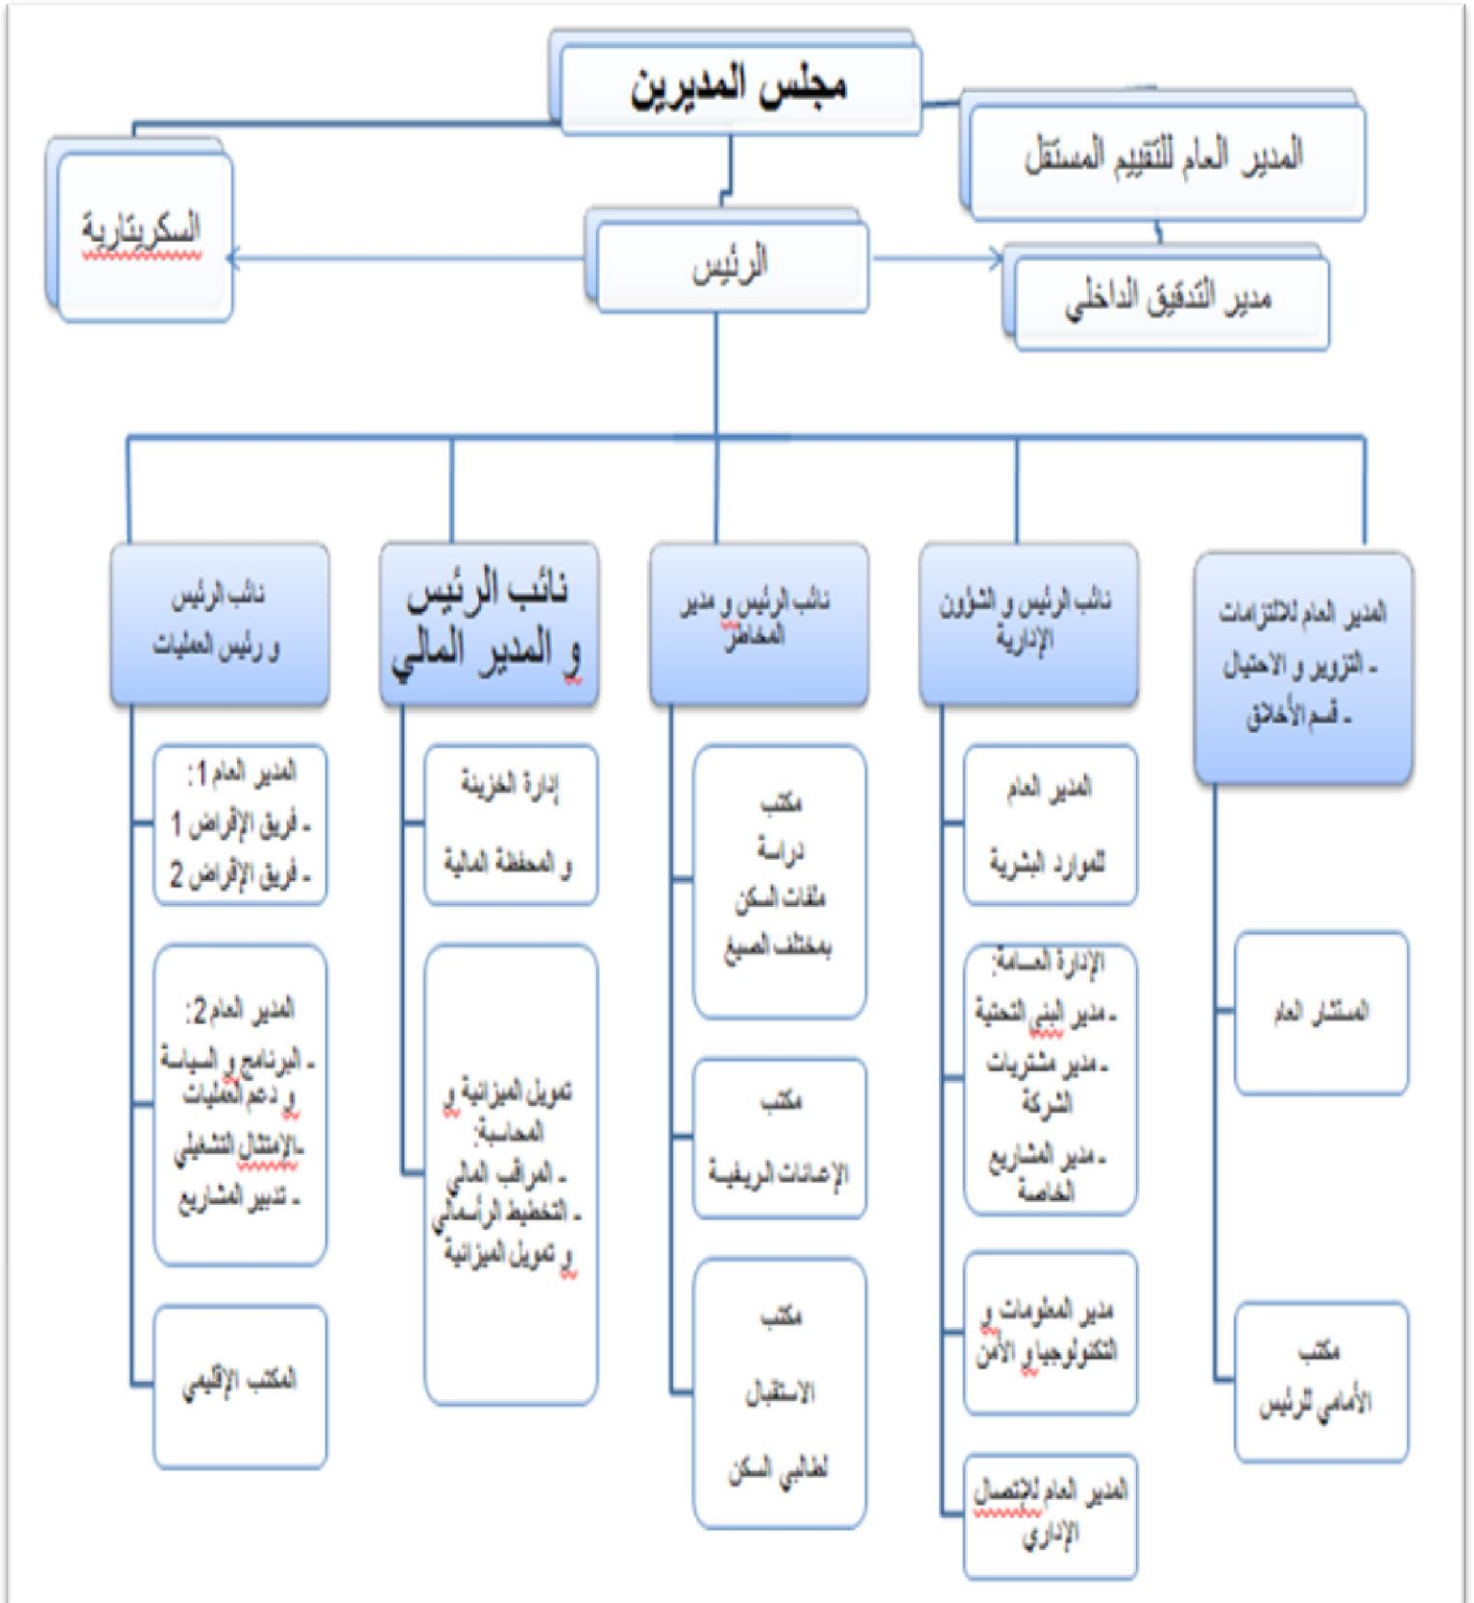 مجلس المديرين
المدير العام للتقييم المستقل
السكريتارية
الرئيس
مدير التدقيق الداخلي
المدير العام للالتزامات
- التزوير و الاحتيال
- قسم الأخلاق
المستشار العام
مكتب
الأمامي للرئيس
نائب الرئيس و الشؤون
الإدارية
المدير العام
للموارد البشرية
الإدارة العامة:
- مدير البنى التحتية
- مدير مشتريات
الشركة
- مدير المشاريع
الخاصة
مدير المعلومات و
التكنولوجيا و الأمن
المدير العام للإتصال
الإداري
نائب الرئيس و مدير
المخاطر
مكتب
دراسة
ملفات السكن
بمختلف الصيغ
مكتب
الإعانات الريفية
مكتب
الاستقبال
لطالبي السكن
نائب الرئيس
و المدير المالي
إدارة الخزينة
و المحفظة المالية
تمويل الميزانية و
المحاسبة:
- المراقب المالي
- التخطيط الرأسمالي
و تمويل الميزانية
نائب الرئيس
و رئيس العمليات
المدير العام 1:
- فريق الإقراض 1
- فريق الإقراض 2
المدير العام 2:
- البرنامج و السياسة
و دعم العمليات
-الإمتثال التشغيلي
- تدبير المشاريع
المكتب الإقليمي